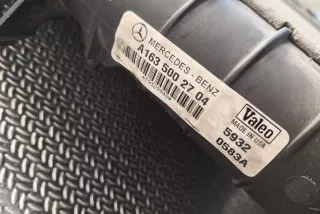 MERCEDES - BENZ
A163 500 27 04
Valeo
MADE IN USA
5932
0583A